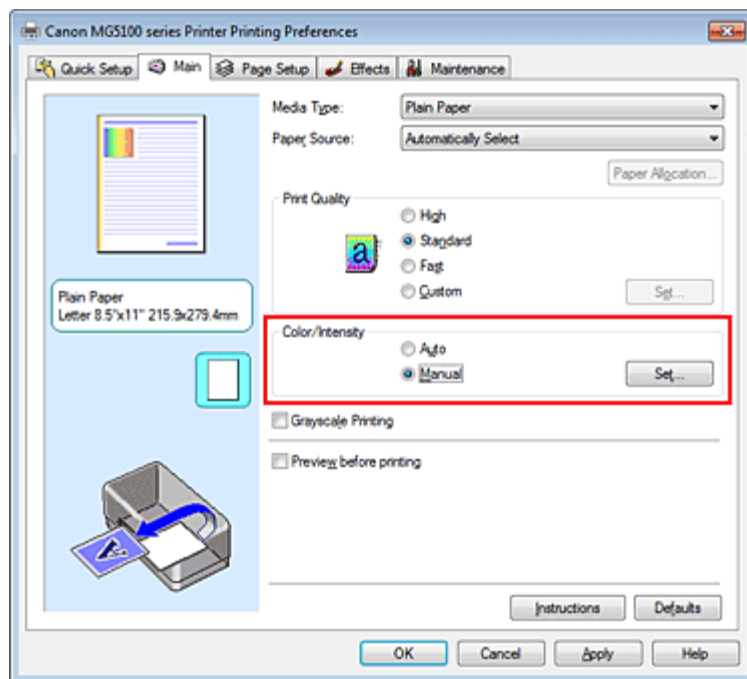 Canon MG5100 series Printer Printing Preferences
Quick Setup Main Page Setup Effects Maintenance
Media Type: Plain Paper
Paper Source: Automatically Select
Paper Allocation...
Print Quality
High
a Standard
Fast
Custom Set...
Plain Paper
Letter 8.5"x11" 215.9x279.4mm
Color/Intensity
Auto
Manual Set...
Grayscale Printing
Preview before printing
A
Instructions Defaults
OK Cancel Apply Help